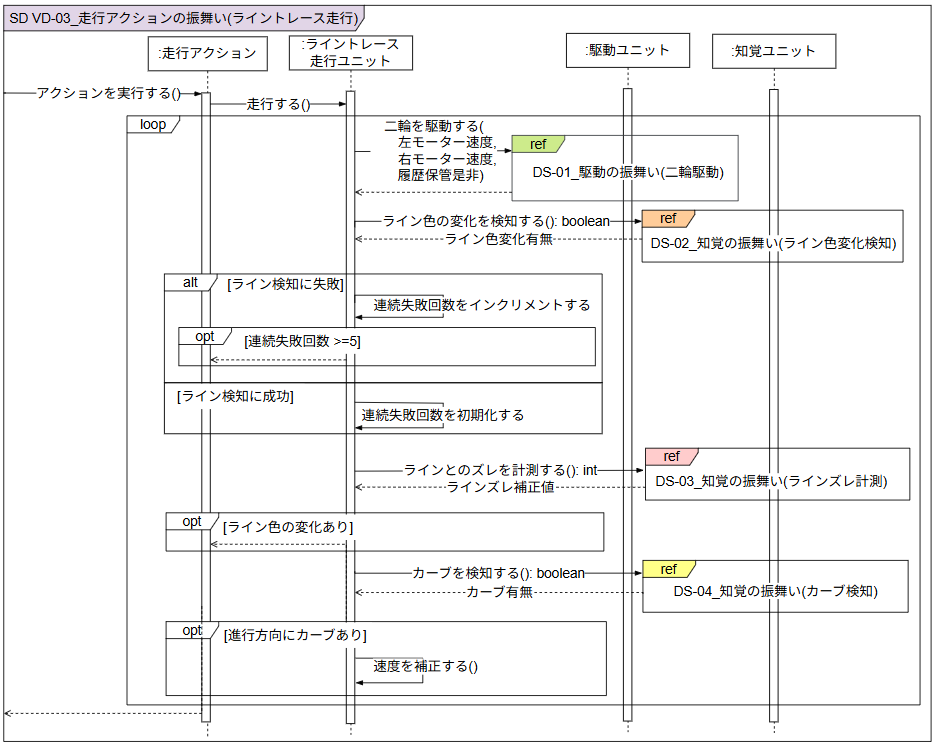 SD VD-03_走行アクションの振舞い(ライントレース走行)
:走行アクション
:ライントレース
走行ユニット
:駆動ユニット
:知覚ユニット
アクションを実行する()
走行する()
loop
二輪を駆動する(
左モーター速度,
右モーター速度,
履歴保管是非)
ref
DS-01_駆動の振舞い(二輪駆動)
ライン色の変化を検知する(): boolean
ライン色変化有無
ref
DS-02_知覚の振舞い(ライン色変化検知)
alt
[ライン検知に失敗]
連続失敗回数をインクリメントする
opt
[連続失敗回数 >=5]
[ライン検知に成功]
連続失敗回数を初期化する
ラインとのズレを計測する(): int
ラインズレ補正値
ref
DS-03_知覚の振舞い(ラインズレ計測)
opt
[ライン色の変化あり]
カーブを検知する(): boolean
カーブ有無
ref
DS-04_知覚の振舞い(カーブ検知)
opt
[進行方向にカーブあり]
速度を補正する()